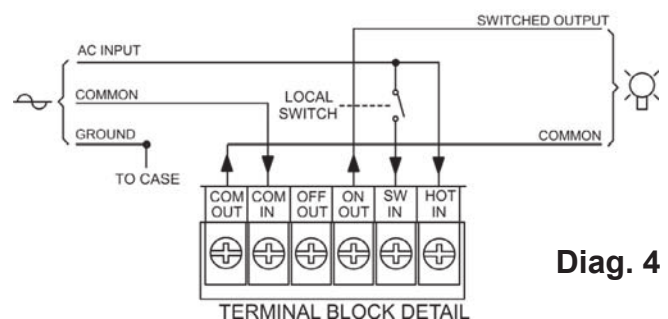 SWITCHED OUTPUT
AC INPUT
COMMON
LOCAL
SWITCH
GROUND
COMMON
TO CASE
COM OUT
COM IN
OFF OUT
ON OUT
SW IN
HOT IN
Diag. 4
TERMINAL BLOCK DETAIL